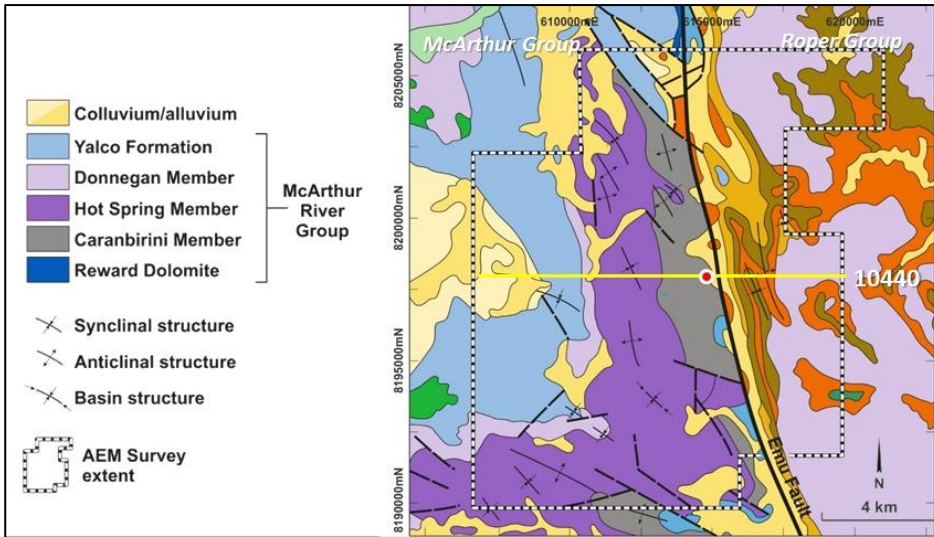 Colluvium/alluvium
Yalco Formation
Donnegan Member
Hot Spring Member
Caranbirini Member
Reward Dolomite
McArthur
River
Group
Synclinal structure
Anticlinal structure
Basin structure
AEM Survey
extent
610000mE
615000mE
620000mE
McArthur Group
Roper Group
8205000mN
8200000mN
8195000mN
8190000mN
10440
Emu Fault
N
4 km